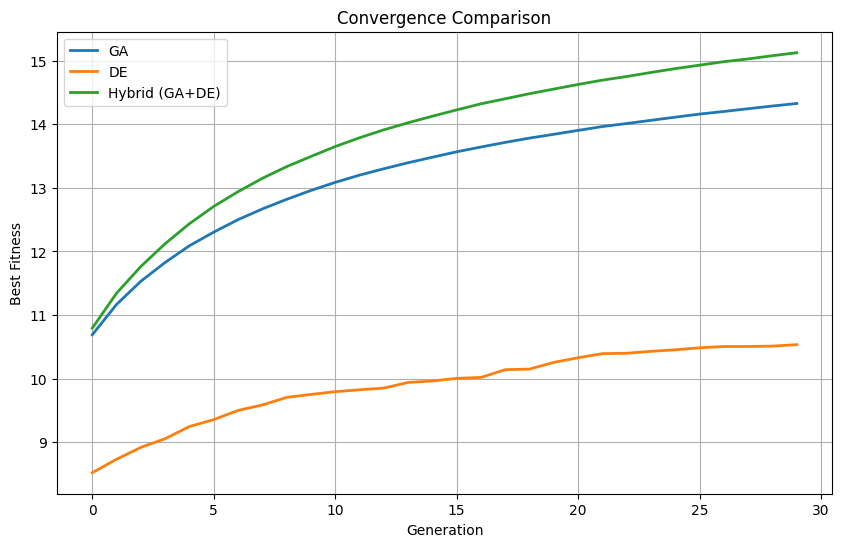 Convergence Comparison
GA
DE
Hybrid (GA+DE)
Best Fitness
15
14
13
12
11
10
9
0 5 10 15 20 25 30
Generation